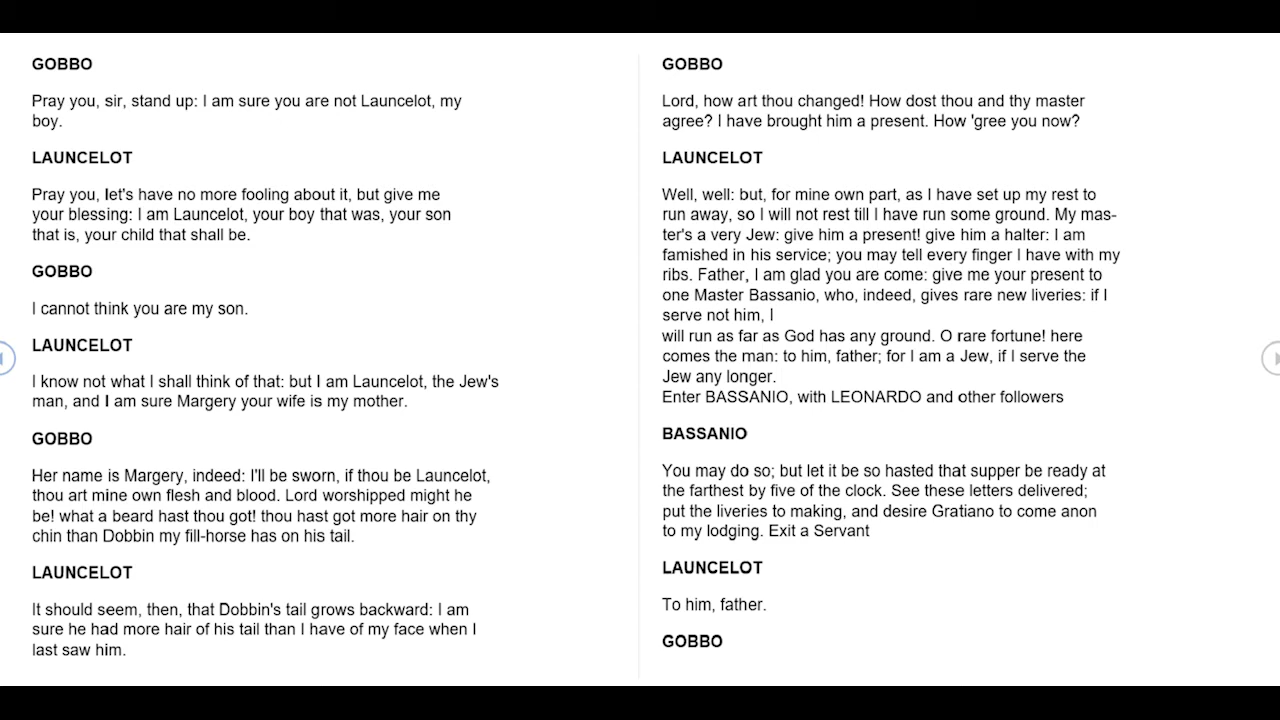 GOBBO
Pray you, sir, stand up: I am sure you are not Launcelot, my
boy.
LAUNCELOT
Pray you, let's have no more fooling about it, but give me
your blessing: I am Launcelot, your boy that was, your son
that is, your child that shall be.
GOBBO
I cannot think you are my son.
LAUNCELOT
I know not what I shall think of that: but I am Launcelot, the Jew's
man, and I am sure Margery your wife is my mother.
GOBBO
Her name is Margery, indeed: I'll be sworn, if thou be Launcelot,
thou art mine own flesh and blood. Lord worshipped might he
be! what a beard hast thou got! thou hast got more hair on thy
chin than Dobbin my fill-horse has on his tail.
LAUNCELOT
It should seem, then, that Dobbin's tail grows backward: I am
sure he had more hair of his tail than I have of my face when I
last saw him.
GOBBO
Lord, how art thou changed! How dost thou and thy master
agree? I have brought him a present. How 'gree you now?
LAUNCELOT
Well, well: but, for mine own part, as I have set up my rest to
run away, so I will not rest till I have run some ground. My mas-
ter's a very Jew: give him a present! give him a halter: I am
famished in his service; you may tell every finger I have with my
ribs. Father, I am glad you are come: give me your present to
one Master Bassanio, who, indeed, gives rare new liveries: if I
serve not him, I
will run as far as God has any ground. O rare fortune! here
comes the man: to him, father; for I am a Jew, if I serve the
Jew any longer.
Enter BASSANIO, with LEONARDO and other followers
BASSANIO
You may do so; but let it be so hasted that supper be ready at
the farthest by five of the clock. See these letters delivered;
put the liveries to making, and desire Gratiano to come anon
to my lodging. Exit a Servant
LAUNCELOT
To him, father.
GOBBO